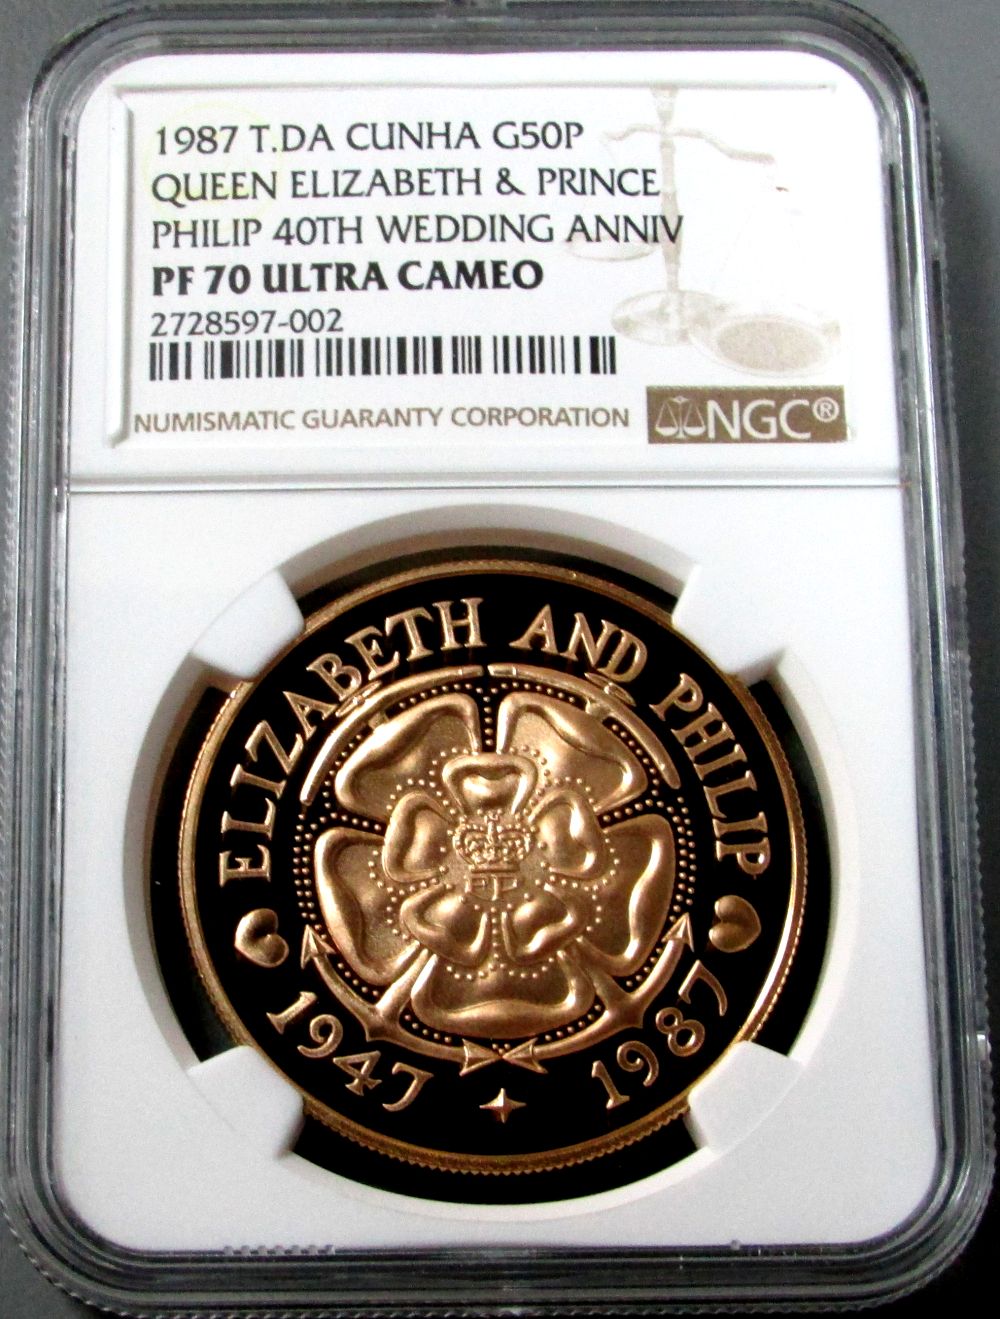 1987 T.DA CUNHA G50P
QUEEN ELIZABETH & PRINCE
PHILIP 40TH WEDDING ANNIV
PF 70 ULTRA CAMEO
2728597-002
NUMISMATIC GUARANTY CORPORATION
NGC®
ELIZABETH AND PHILIP
1947 1987